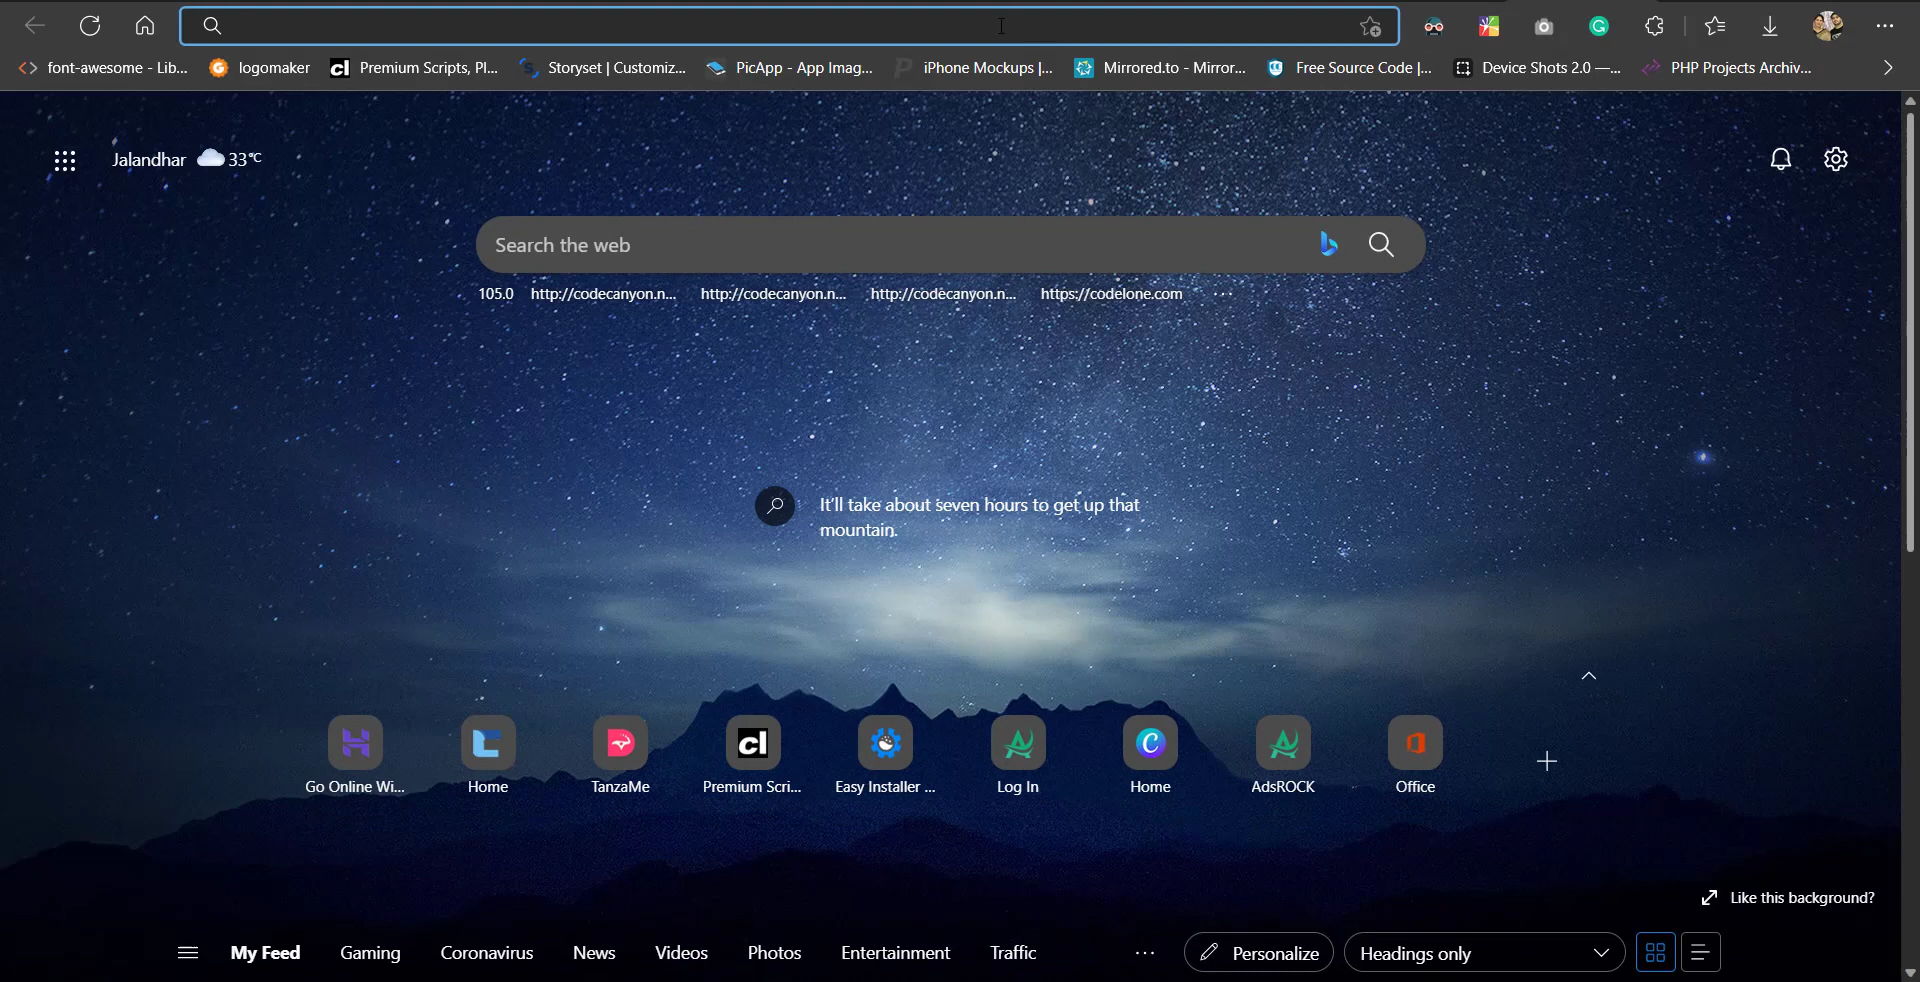 font-awesome - Lib...
logomaker
cl Premium Scripts, Pl...
Storyset | Customiz...
PicApp - App Imag...
iPhone Mockups |...
Mirrored.to - Mirror...
Free Source Code |...
Device Shots 2.0 —...
PHP Projects Archiv...
Jalandhar 33°C
Search the web
105.0 http://codecanyon.n... http://codecanyon.n... http://codecanyon.n... https://codelone.com ...
It'll take about seven hours to get up that
mountain.
cl
Go Online Wi... Home TanzaMe Premium Scri... Easy Installer ... Log In Home AdsROCK Office
Like this background?
My Feed Gaming Coronavirus News Videos Photos Entertainment Traffic ... Personalize Headings only